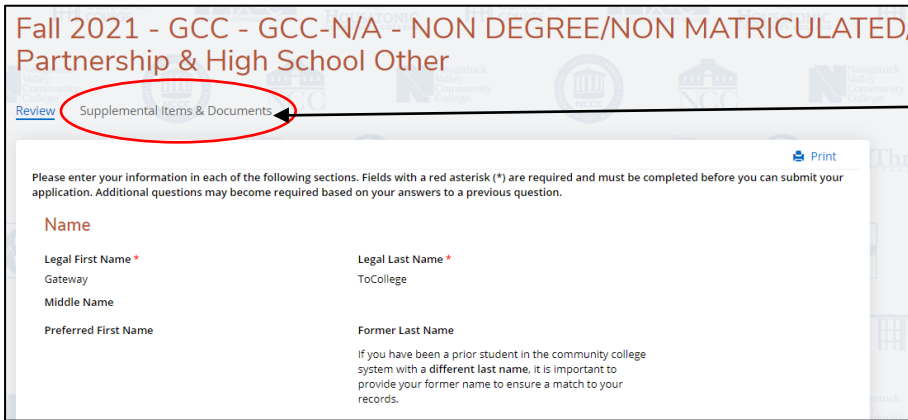 Fall 2021 - GCC - GCC-N/A - NON DEGREE/NON MATRICULATED/
Partnership & High School Other
Review Supplemental Items & Documents
Print
Please enter your information in each of the following sections. Fields with a red asterisk (*) are required and must be completed before you can submit your
application. Additional questions may become required based on your answers to a previous question.
Name
Legal First Name * Legal Last Name *
Gateway ToCollege
Middle Name
Preferred First Name Former Last Name
If you have been a prior student in the community college
system with a different last name, it is important to
provide your former name to ensure a match to your
records.